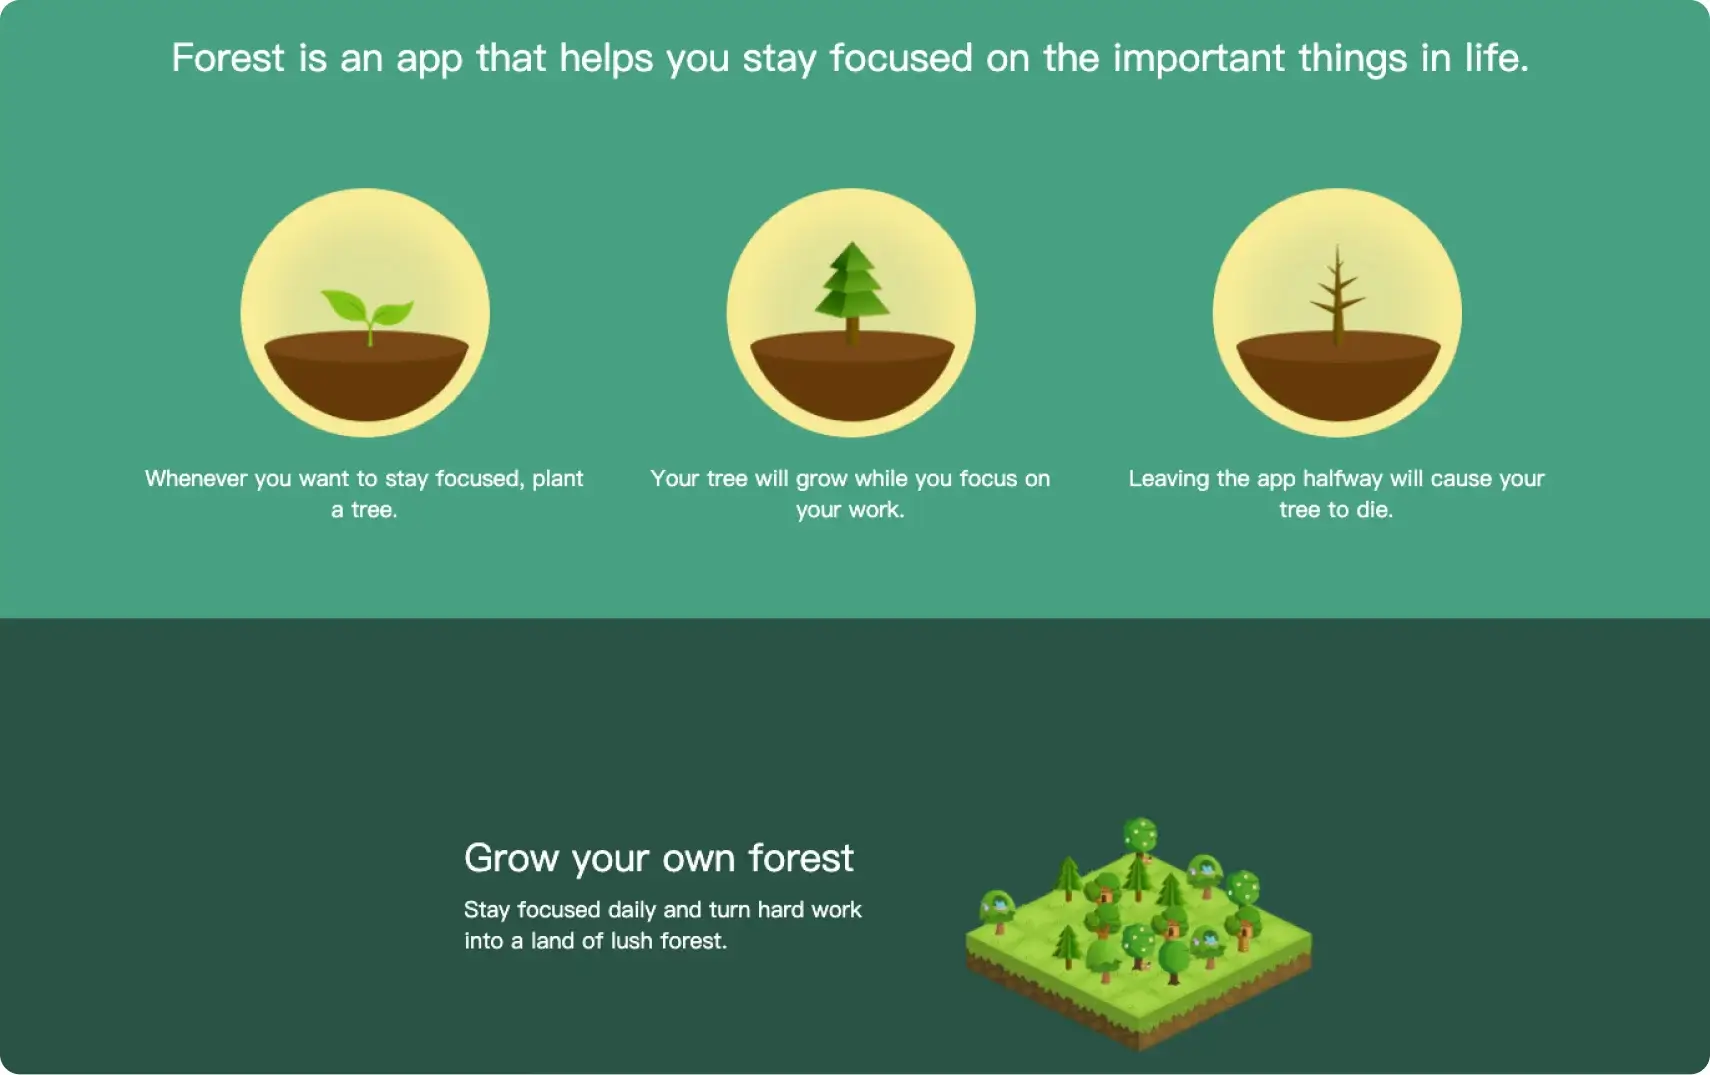 Forest is an app that helps you stay focused on the important things in life.
Whenever you want to stay focused, plant
a tree.
Your tree will grow while you focus on
your work.
Leaving the app halfway will cause your
tree to die.
Grow your own forest
Stay focused daily and turn hard work
into a land of lush forest.